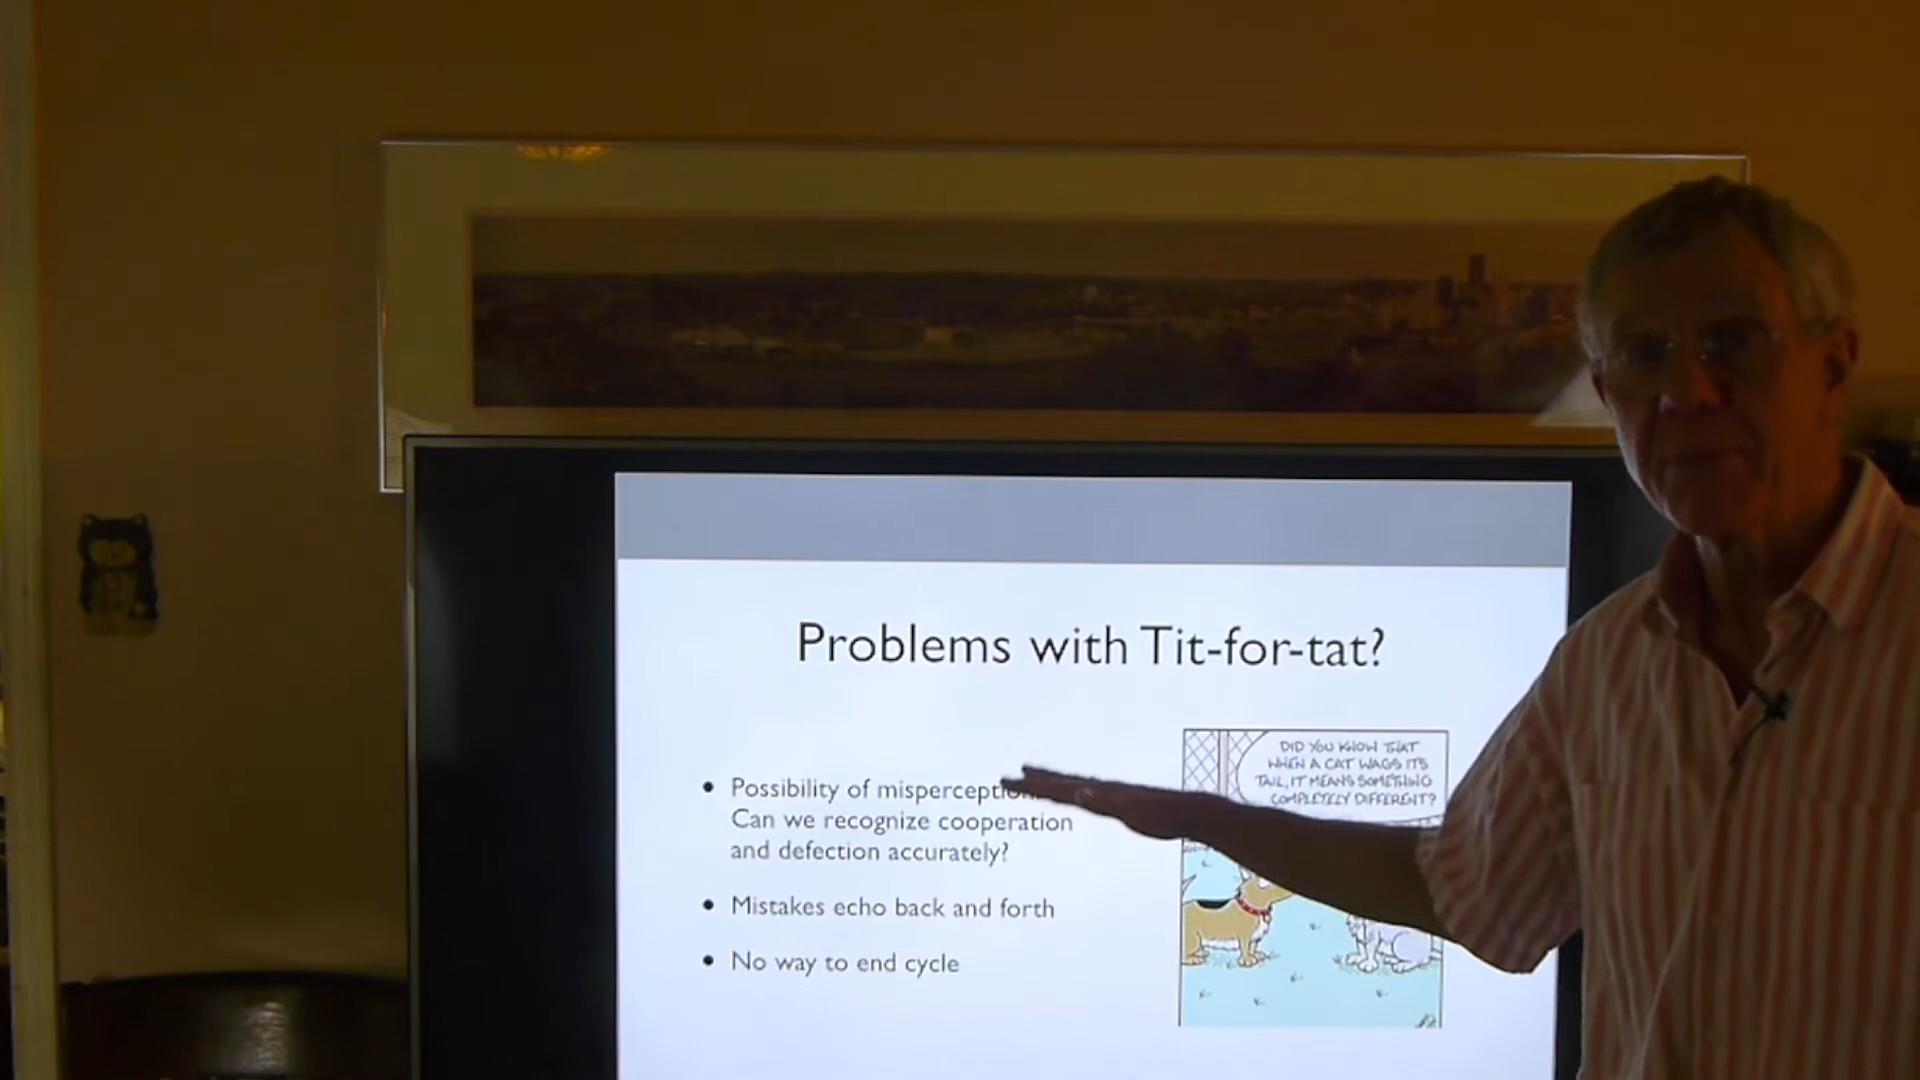 Problems with Tit-for-tat?
• Possibility of misperception
Can we recognize cooperation
and defection accurately?
• Mistakes echo back and forth
• No way to end cycle
DID YOU KNOW THAT
WHEN A CAT WAGS ITS
TAIL, IT MEANS SOMETHING
COMPLETELY DIFFERENT?